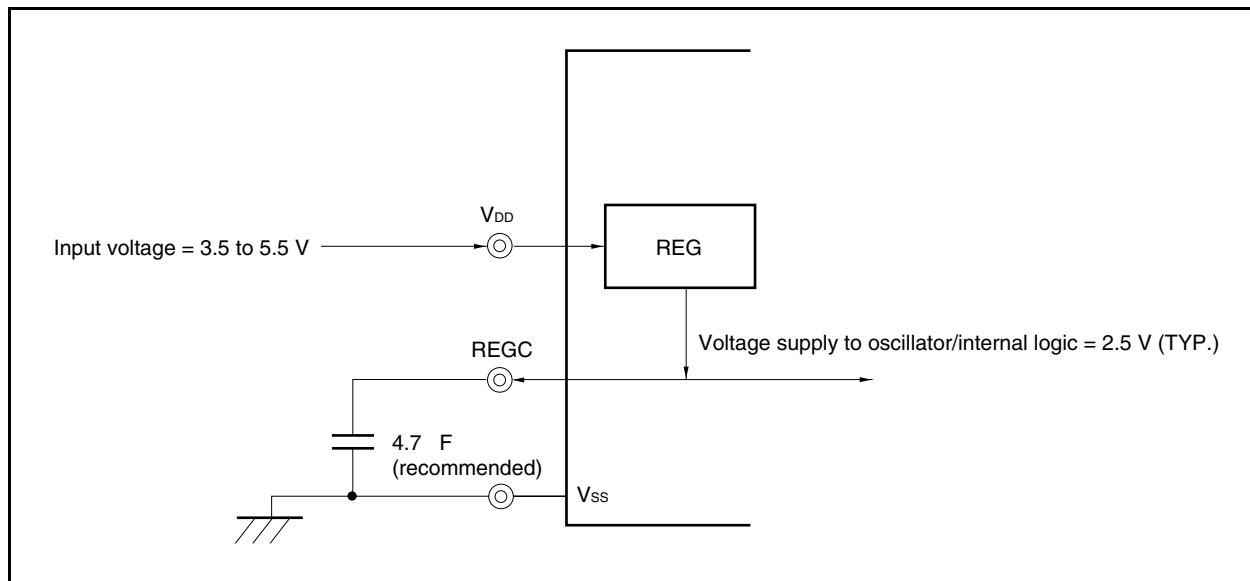 VDD
Input voltage = 3.5 to 5.5 V
REG
Voltage supply to oscillator/internal logic = 2.5 V (TYP.)
REGC
4.7 F
(recommended)
VSS